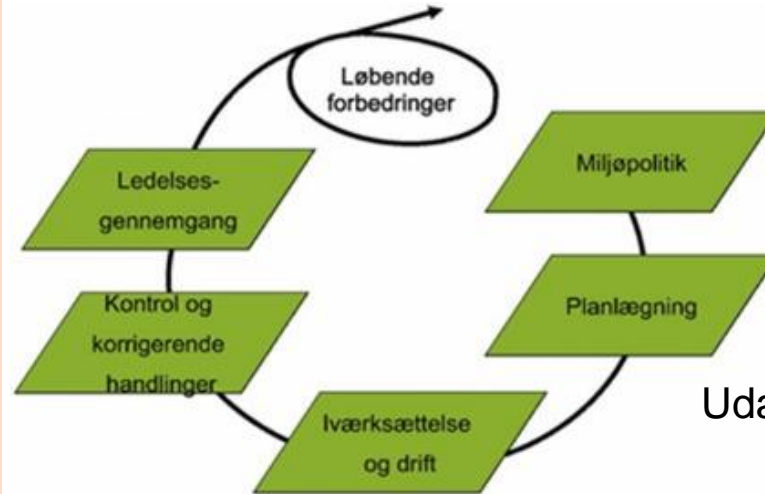 Løbende
forbedringer
Miljøpolitik
Ledelses-
gennemgang
Planlægning
Kontrol og
korrigerende
handlinger
Iværksættelse
og drift